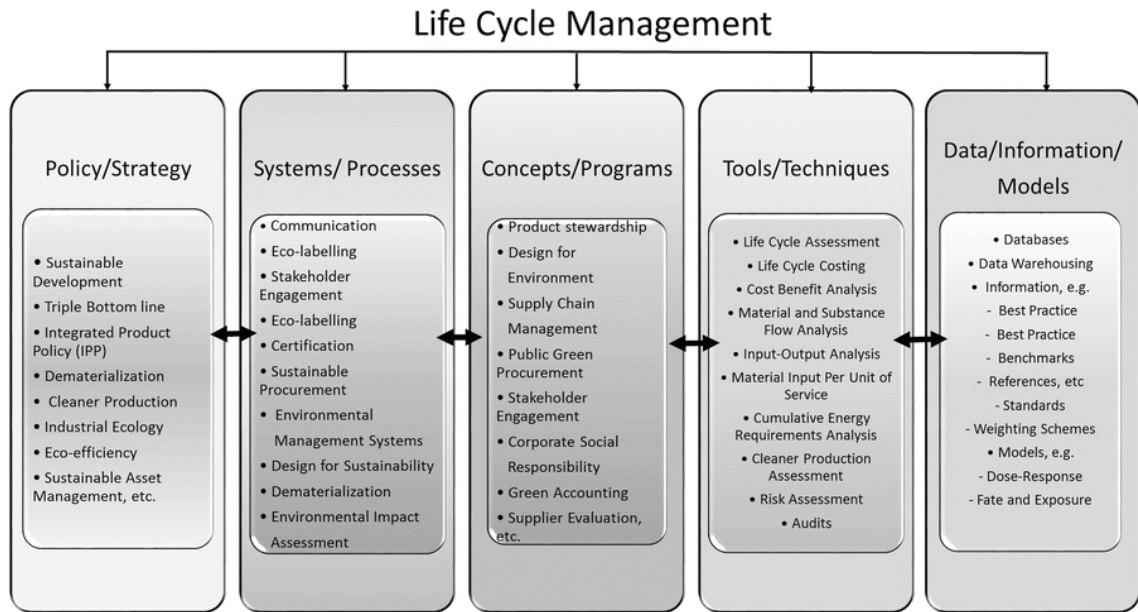 Life Cycle Management
Policy/Strategy
• Sustainable
Development
• Triple Bottom line
• Integrated Product
Policy (IPP)
• Dematerialization
• Cleaner Production
• Industrial Ecology
• Eco-efficiency
• Sustainable Asset
Management, etc.
Systems/ Processes
• Communication
• Eco-labelling
• Stakeholder
Engagement
• Eco-labelling
• Certification
• Sustainable
Procurement
• Environmental
Management Systems
• Design for Sustainability
• Dematerialization
• Environmental Impact
Assessment
Concepts/Programs
• Product stewardship
• Design for
Environment
• Supply Chain
Management
• Public Green
Procurement
• Stakeholder
Engagement
• Corporate Social
Responsibility
• Green Accounting
• Supplier Evaluation,
etc.
Tools/Techniques
• Life Cycle Assessment
• Life Cycle Costing
• Cost Benefit Analysis
• Material and Substance
Flow Analysis
• Input-Output Analysis
• Material Input Per Unit of
Service
• Cumulative Energy
Requirements Analysis
• Cleaner Production
Assessment
• Risk Assessment
• Audits
Data/Information/
Models
• Databases
• Data Warehousing
• Information, e.g.
- Best Practice
- Best Practice
- Benchmarks
- References, etc
- Standards
- Weighting Schemes
• Models, e.g.
- Dose-Response
- Fate and Exposure